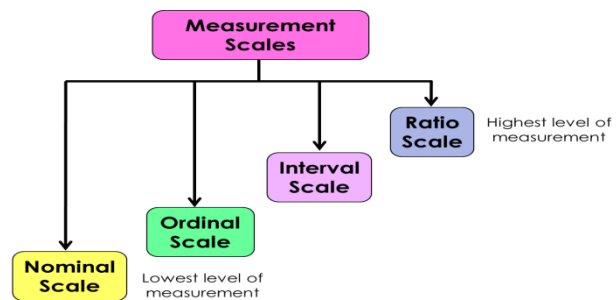 Measurement
Scales
Ratio
Scale
Highest level of
measurement
Interval
Scale
Ordinal
Scale
Nominal
Scale
Lowest level of
measurement